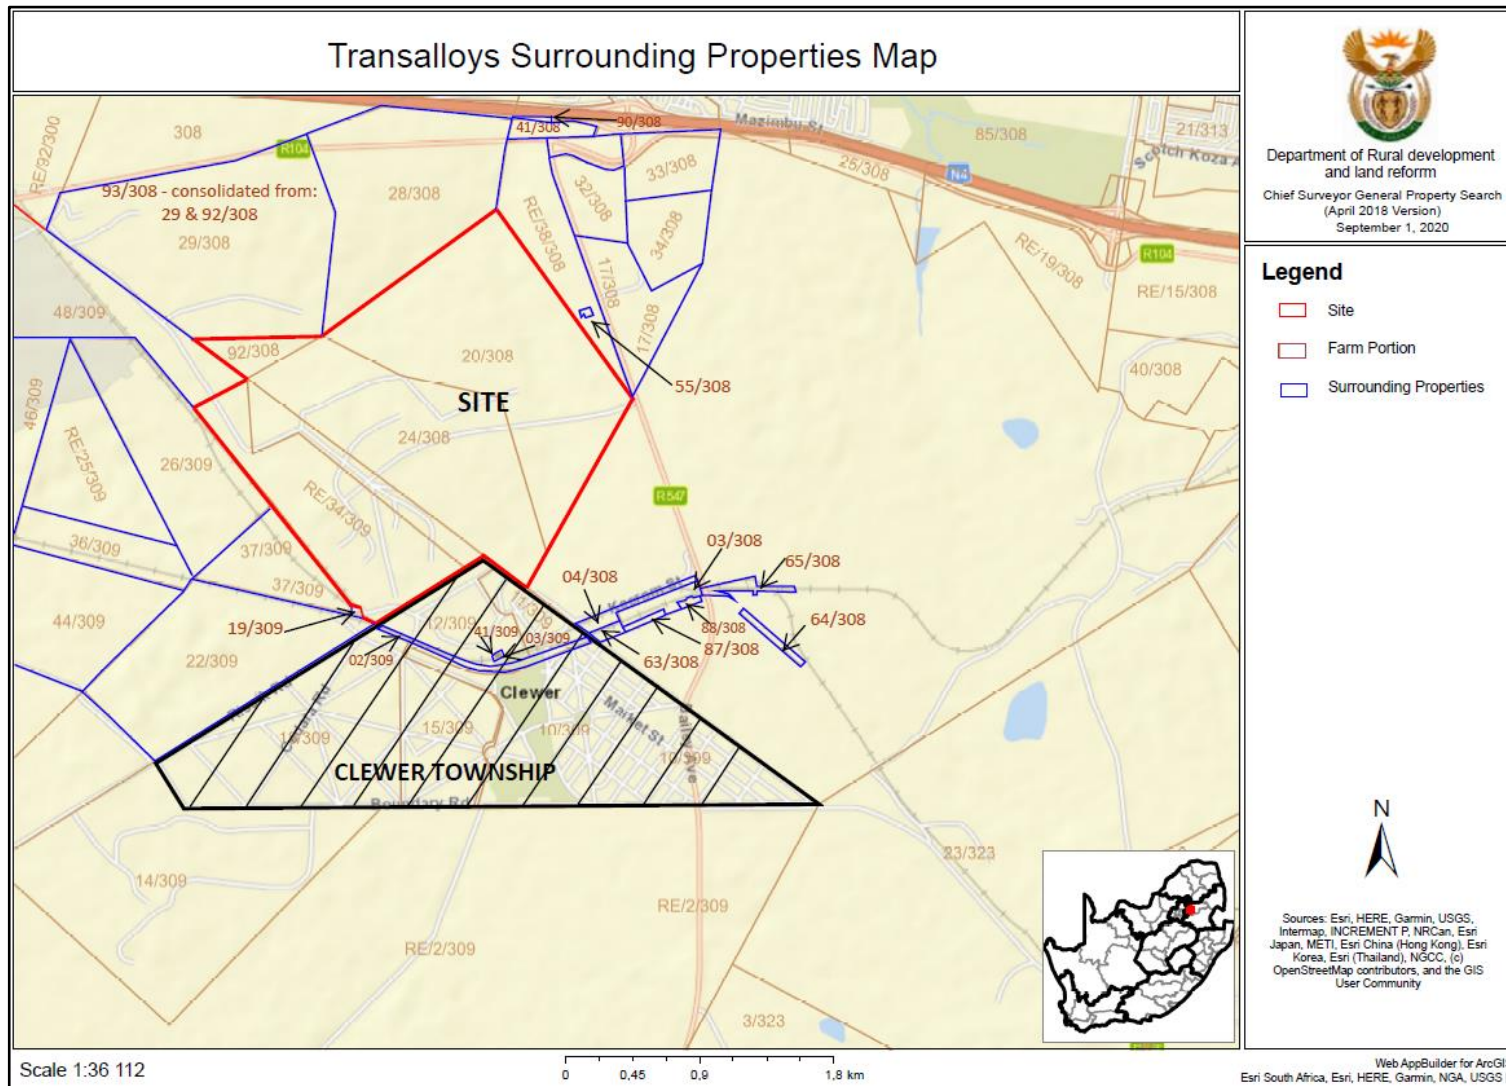 Transalloys Surrounding Properties Map
Department of Rural development
and land reform
Chief Surveyor General Property Search
(April 2018 Version)
September 1, 2020
Legend
Site
Farm Portion
Surrounding Properties
N
Sources: Esri, HERE, Garmin, USGS,
Intermap, INCREMENT P, NRCan, Esri
Japan, METI, Esri China (Hong Kong), Esri
Korea, Esri (Thailand), NGCC, (c)
OpenStreetMap contributors, and the GIS
User Community
RE/92/300
308
R104
41/308
90/308
Mazimbu St
85/308
21/313
Scotch Koza A
25/308
N4
93/308 - consolidated from:
29 & 92/308
28/308
29/308
RE/38/308
32/308
33/308
34/308
17/308
17/308
RE/19/308
R104
RE/15/308
48/309
92/308
20/308
55/308
40/308
SITE
46/309
RE/25/309
26/309
24/308
RE/34/309
R547
36/309
37/309
37/309
03/308
65/308
04/308
44/309
19/309
22/309
12/309
11/309
41/309
03/309
02/309
63/308
88/308
87/308
64/308
Clewer
Market St
15/309
10/309
10/309
CLEWER TOWNSHIP
Boundary Rd
14/309
RE/2/309
RE/2/309
23/323
3/323
Scale 1:36 112
0 0,45 0,9 1,8 km
Web AppBuilder for ArcGI
Esri South Africa, Esri, HERE, Garmin, NGA, USGS